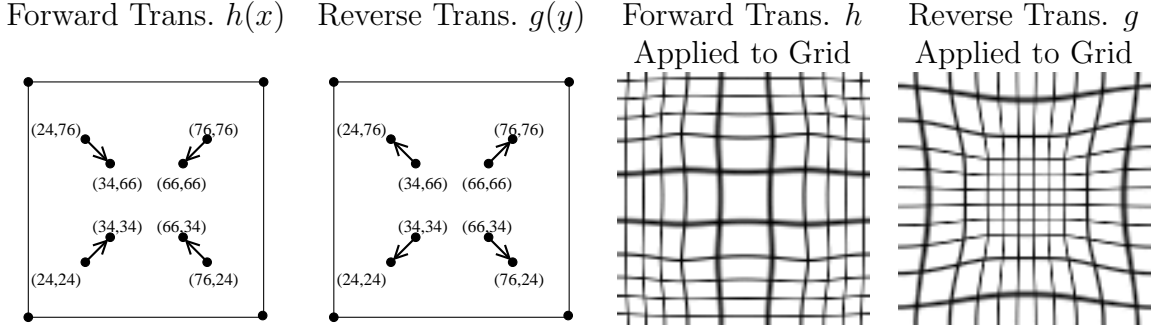 Forward Trans. h(x)
Reverse Trans. g(y)
Forward Trans. h
Applied to Grid
Reverse Trans. g
Applied to Grid
(24,76)
(76,76)
(34,66)
(66,66)
(34,34)
(66,34)
(24,24)
(76,24)
(24,76)
(76,76)
(34,66)
(66,66)
(34,34)
(66,34)
(24,24)
(76,24)